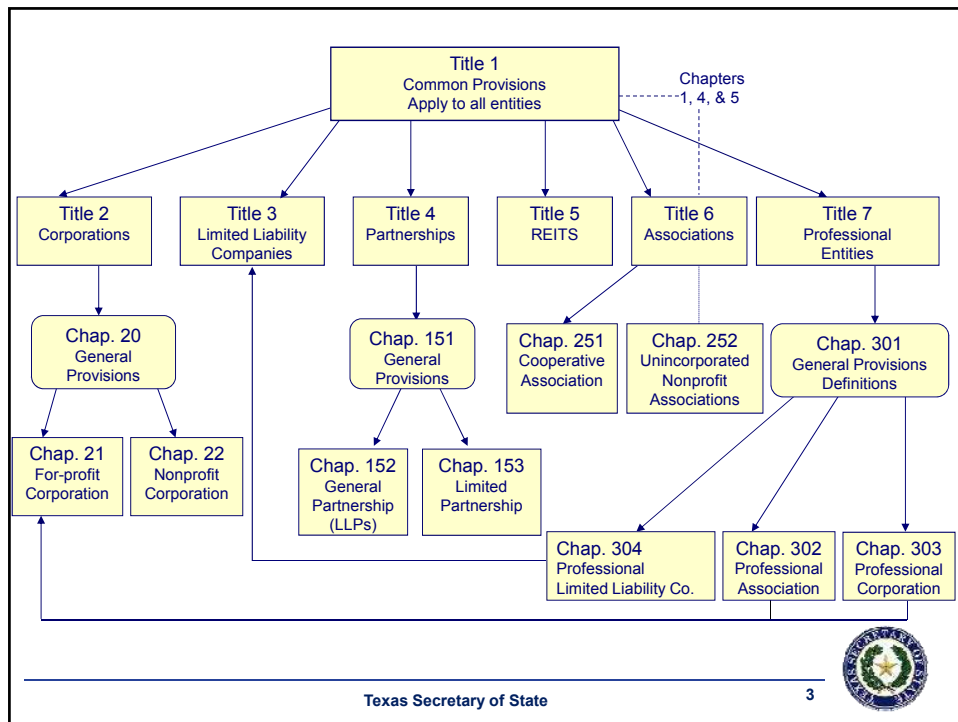 Title 1
Common Provisions
Apply to all entities
Chapters
1, 4, & 5
Title 2
Corporations
Title 3
Limited Liability
Companies
Title 4
Partnerships
Title 5
REITS
Title 6
Associations
Title 7
Professional
Entities
Chap. 20
General
Provisions
Chap. 151
General
Provisions
Chap. 251
Cooperative
Association
Chap. 252
Unincorporated
Nonprofit
Associations
Chap. 301
General Provisions
Definitions
Chap. 21
For-profit
Corporation
Chap. 22
Nonprofit
Corporation
Chap. 152
General
Partnership
(LLPs)
Chap. 153
Limited
Partnership
Chap. 304
Professional
Limited Liability Co.
Chap. 302
Professional
Association
Chap. 303
Professional
Corporation
Texas Secretary of State
3
TEXAS SECRETARY OF STATE